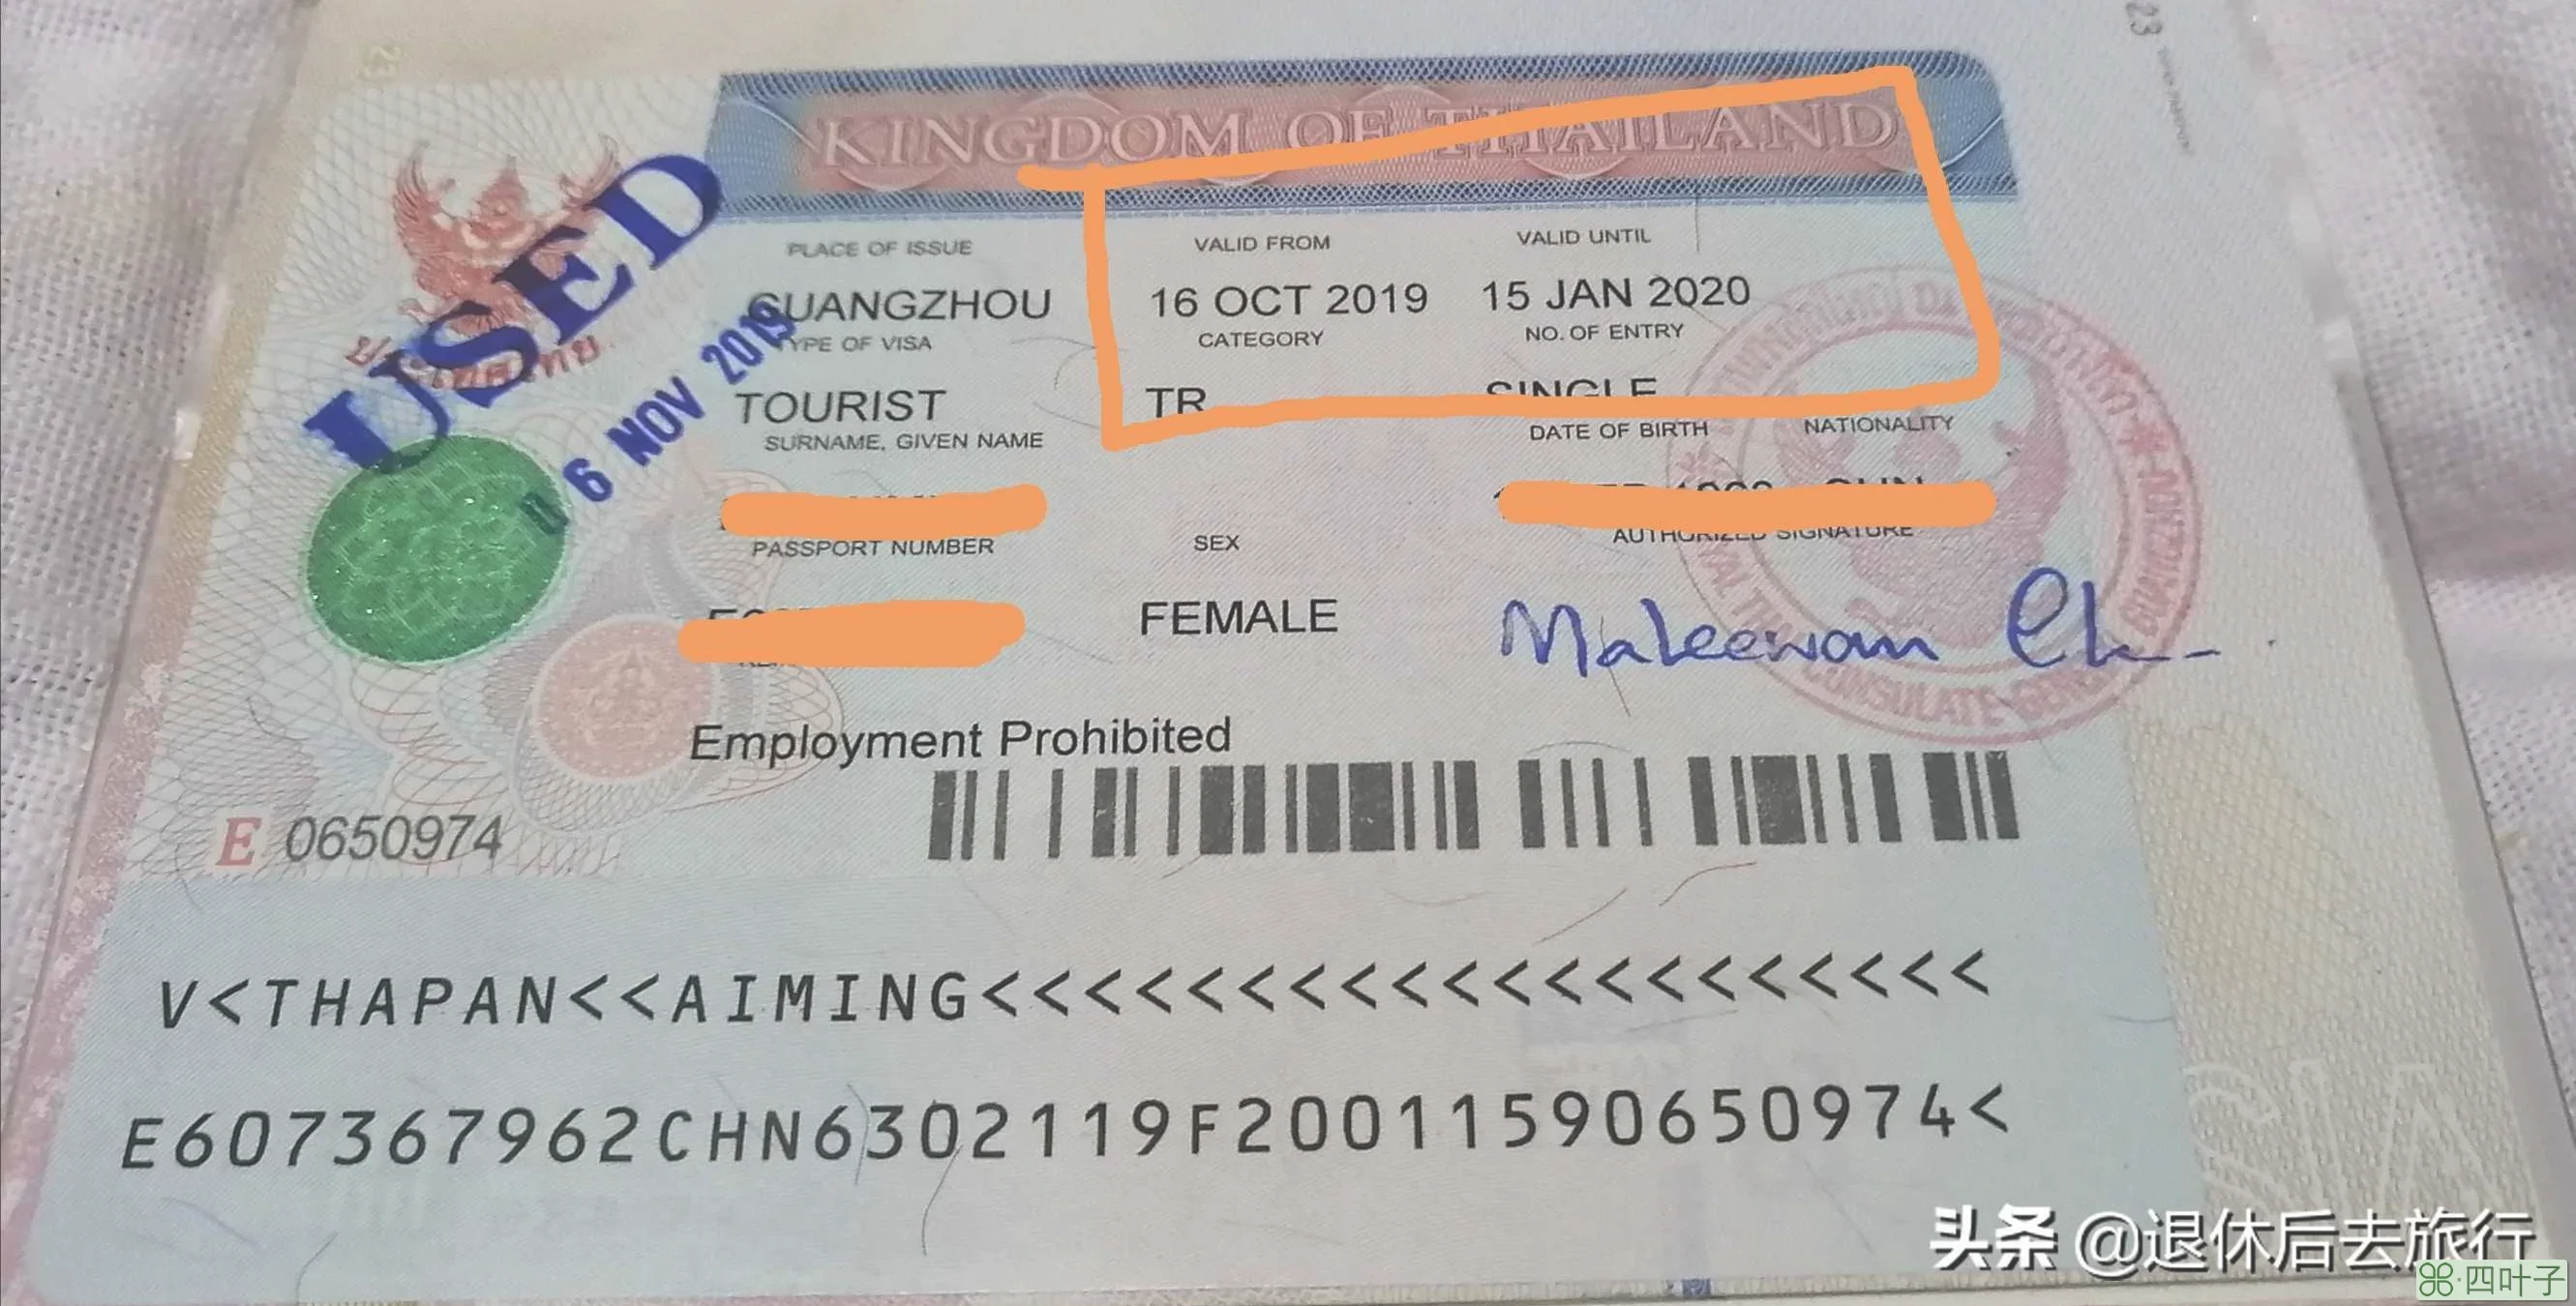 KINGDOM OF THAILAND
USED
6 NOV 2019
PLACE OF ISSUE VALID FROM VALID UNTIL
GUANGZHOU 16 OCT 2019 15 JAN 2020
TYPE OF VISA CATEGORY NO. OF ENTRY
TOURIST TR SINGLE
SURNAME, GIVEN NAME DATE OF BIRTH NATIONALITY
PASSPORT NUMBER SEX AUTHORIZED SIGNATURE
FEMALE
Maleewan
Employment Prohibited
E 0650974
V<THAPAN<<AIMING<<<<<<<<<<<<<<<<<<<<
E607367962CHN6302119F20011590650974<
头条 @退休后去旅行
四叶子